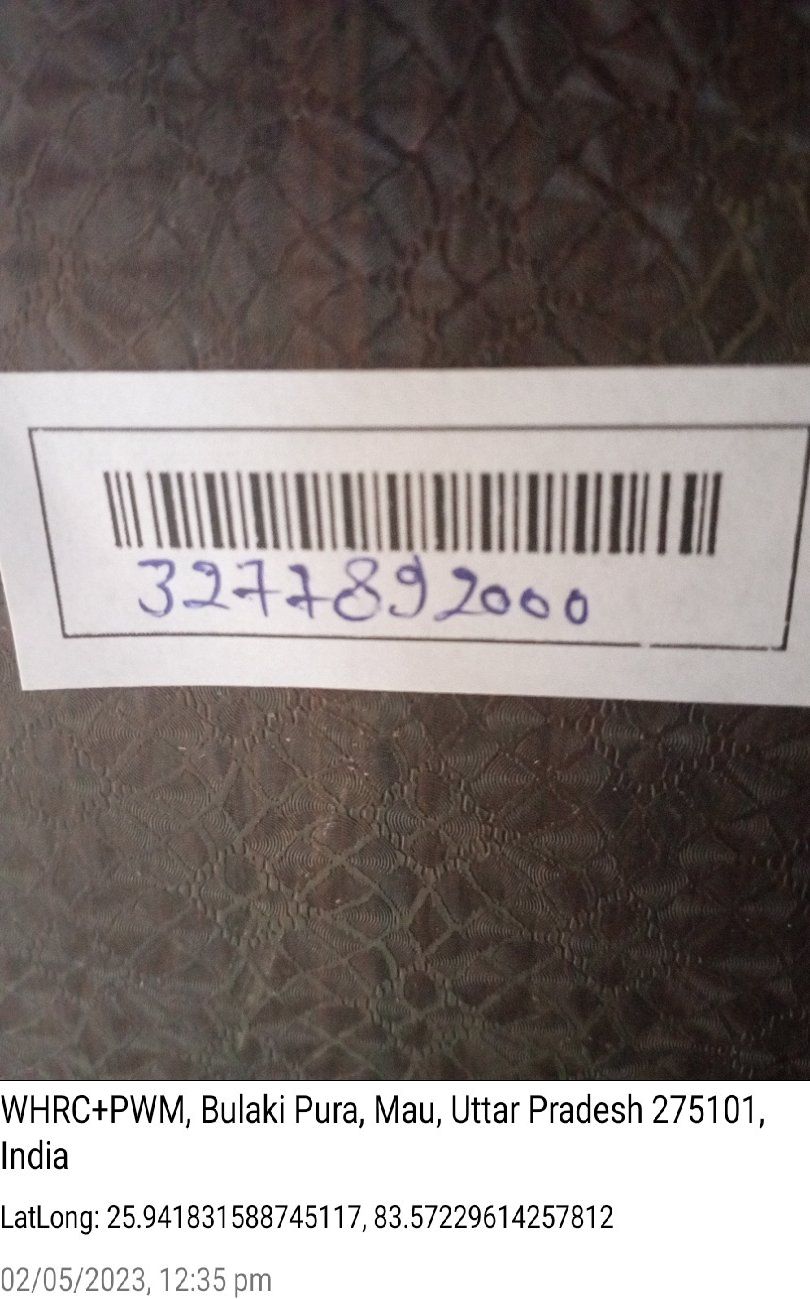 3277892000
WHRC+PWM, Bulaki Pura, Mau, Uttar Pradesh 275101,
India
LatLong: 25.941831588745117, 83.57229614257812
02/05/2023, 12:35 pm